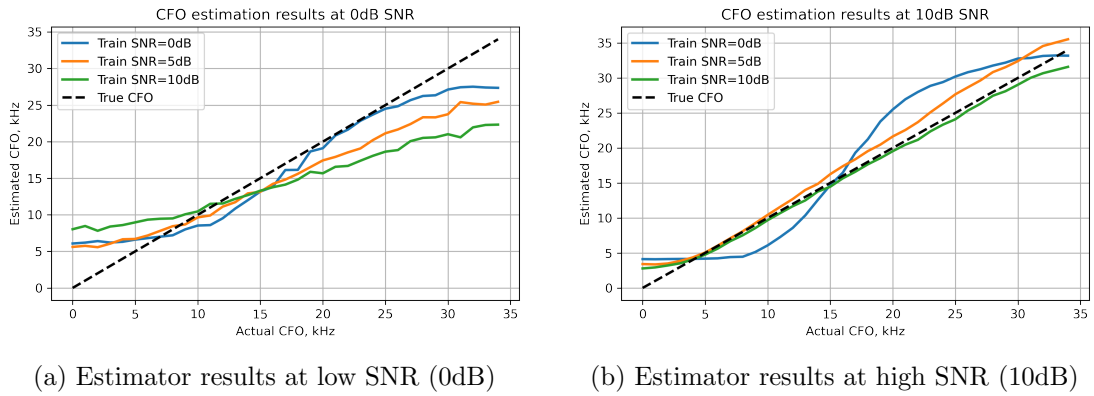 CFO estimation results at 0dB SNR
Train SNR=0dB
Train SNR=5dB
Train SNR=10dB
True CFO
Estimated CFO, kHz
35
30
25
20
15
10
5
0
0 5 10 15 20 25 30 35
Actual CFO, kHz
(a) Estimator results at low SNR (0dB)
CFO estimation results at 10dB SNR
Train SNR=0dB
Train SNR=5dB
Train SNR=10dB
True CFO
Estimated CFO, kHz
35
30
25
20
15
10
5
0
0 5 10 15 20 25 30 35
Actual CFO, kHz
(b) Estimator results at high SNR (10dB)